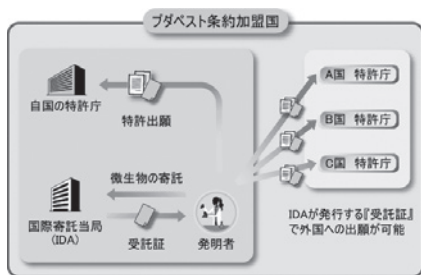 ブダペスト条約加盟国
自国の特許庁
特許出願
微生物の寄託
国際寄託当局
(IDA)
受託証
発明者
A国 特許庁
B国 特許庁
C国 特許庁
IDAが発行する『受託証』
で外国への出願が可能